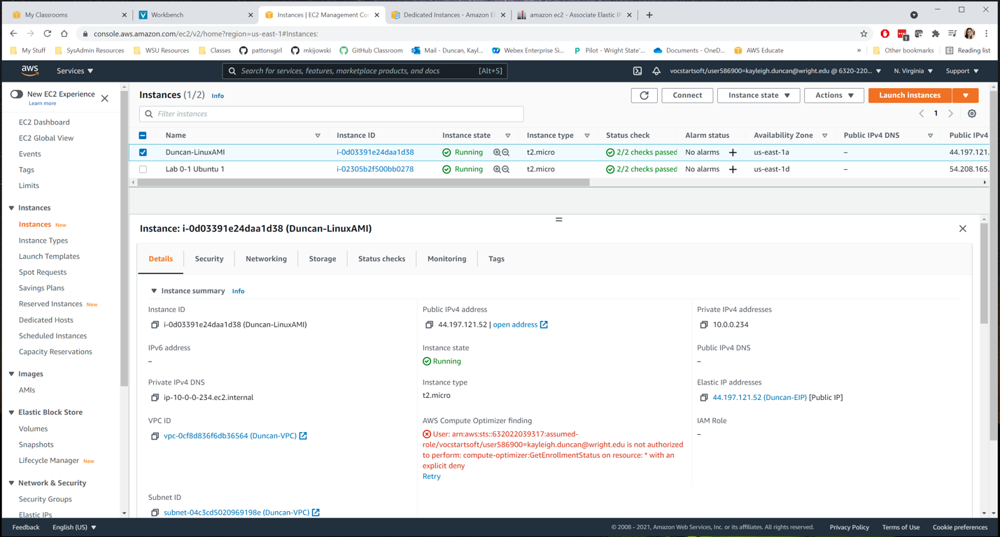 My Classrooms
Workbench
Instances | EC2 Management Con
Dedicated Instances - Amazon El
amazon ec2 - Associate Elastic IP
console.aws.amazon.com/ec2/v2/home?region=us-east-1#Instances:
My Stuff SysAdmin Resources WSU Resources Classes pattonsgirl mkijowski GitHub Classroom Mail - Duncan, Kayl... Webex Enterprise Si... Pilot - Wright State'... Documents - OneD... AWS Educate » Other bookmarks Reading list
aws Services Search for services, features, marketplace products, and docs [Alt+S] vocstartsoft/user586900=kayleigh.duncan@wright.edu @ 6320-220... N. Virginia Support
New EC2 Experience
Learn more
EC2 Dashboard
EC2 Global View
Events
Tags
Limits
Instances
Instances New
Instance Types
Launch Templates
Spot Requests
Savings Plans
Reserved Instances New
Dedicated Hosts
Scheduled Instances
Capacity Reservations
Images
AMIs
Elastic Block Store
Volumes
Snapshots
Lifecycle Manager New
Network & Security
Security Groups
Elastic IPs
Instances (1/2) Info Connect Instance state Actions Launch instances
Filter instances 1
Name Instance ID Instance state Instance type Status check Alarm status Availability Zone Public IPv4 DNS Public IPv4
Duncan-LinuxAMI i-0d03391e24daa1d38 Running t2.micro 2/2 checks passed No alarms + us-east-1a – 44.197.121.
Lab 0-1 Ubuntu 1 i-02305b2f500bb0278 Running t2.micro 2/2 checks passed No alarms + us-east-1d – 54.208.165.
Instance: i-0d03391e24daa1d38 (Duncan-LinuxAMI)
Details Security Networking Storage Status checks Monitoring Tags
Instance summary Info
Instance ID
i-0d03391e24daa1d38 (Duncan-LinuxAMI)
Public IPv4 address
44.197.121.52 | open address
Private IPv4 addresses
10.0.0.234
IPv6 address
–
Instance state
Running
Public IPv4 DNS
–
Private IPv4 DNS
ip-10-0-0-234.ec2.internal
Instance type
t2.micro
Elastic IP addresses
44.197.121.52 (Duncan-EIP) [Public IP]
VPC ID
vpc-0cf8d836f6db36564 (Duncan-VPC)
AWS Compute Optimizer finding
User: arn:aws:sts::632022039317:assumed-
role/vocstartsoft/user586900=kayleigh.duncan@wright.edu is not authorized
to perform: compute-optimizer:GetEnrollmentStatus on resource: * with an
explicit deny
Retry
IAM Role
–
Subnet ID
subnet-04c3cd5020969198e (Duncan-VPC)
Feedback English (US) © 2008 - 2021, Amazon Web Services, Inc. or its affiliates. All rights reserved. Privacy Policy Terms of Use Cookie preferences